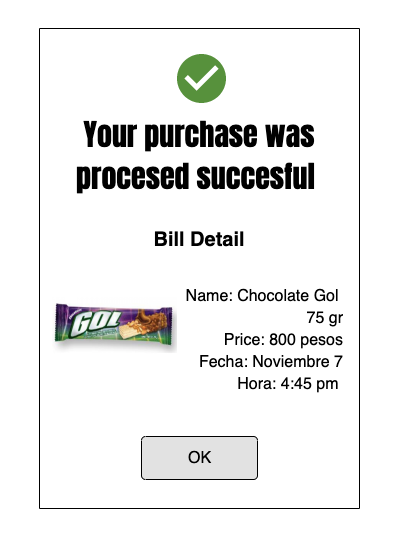 Your purchase was
procesed succesful
Bill Detail
GOL
Name: Chocolate Gol
75 gr
Price: 800 pesos
Fecha: Noviembre 7
Hora: 4:45 pm
OK